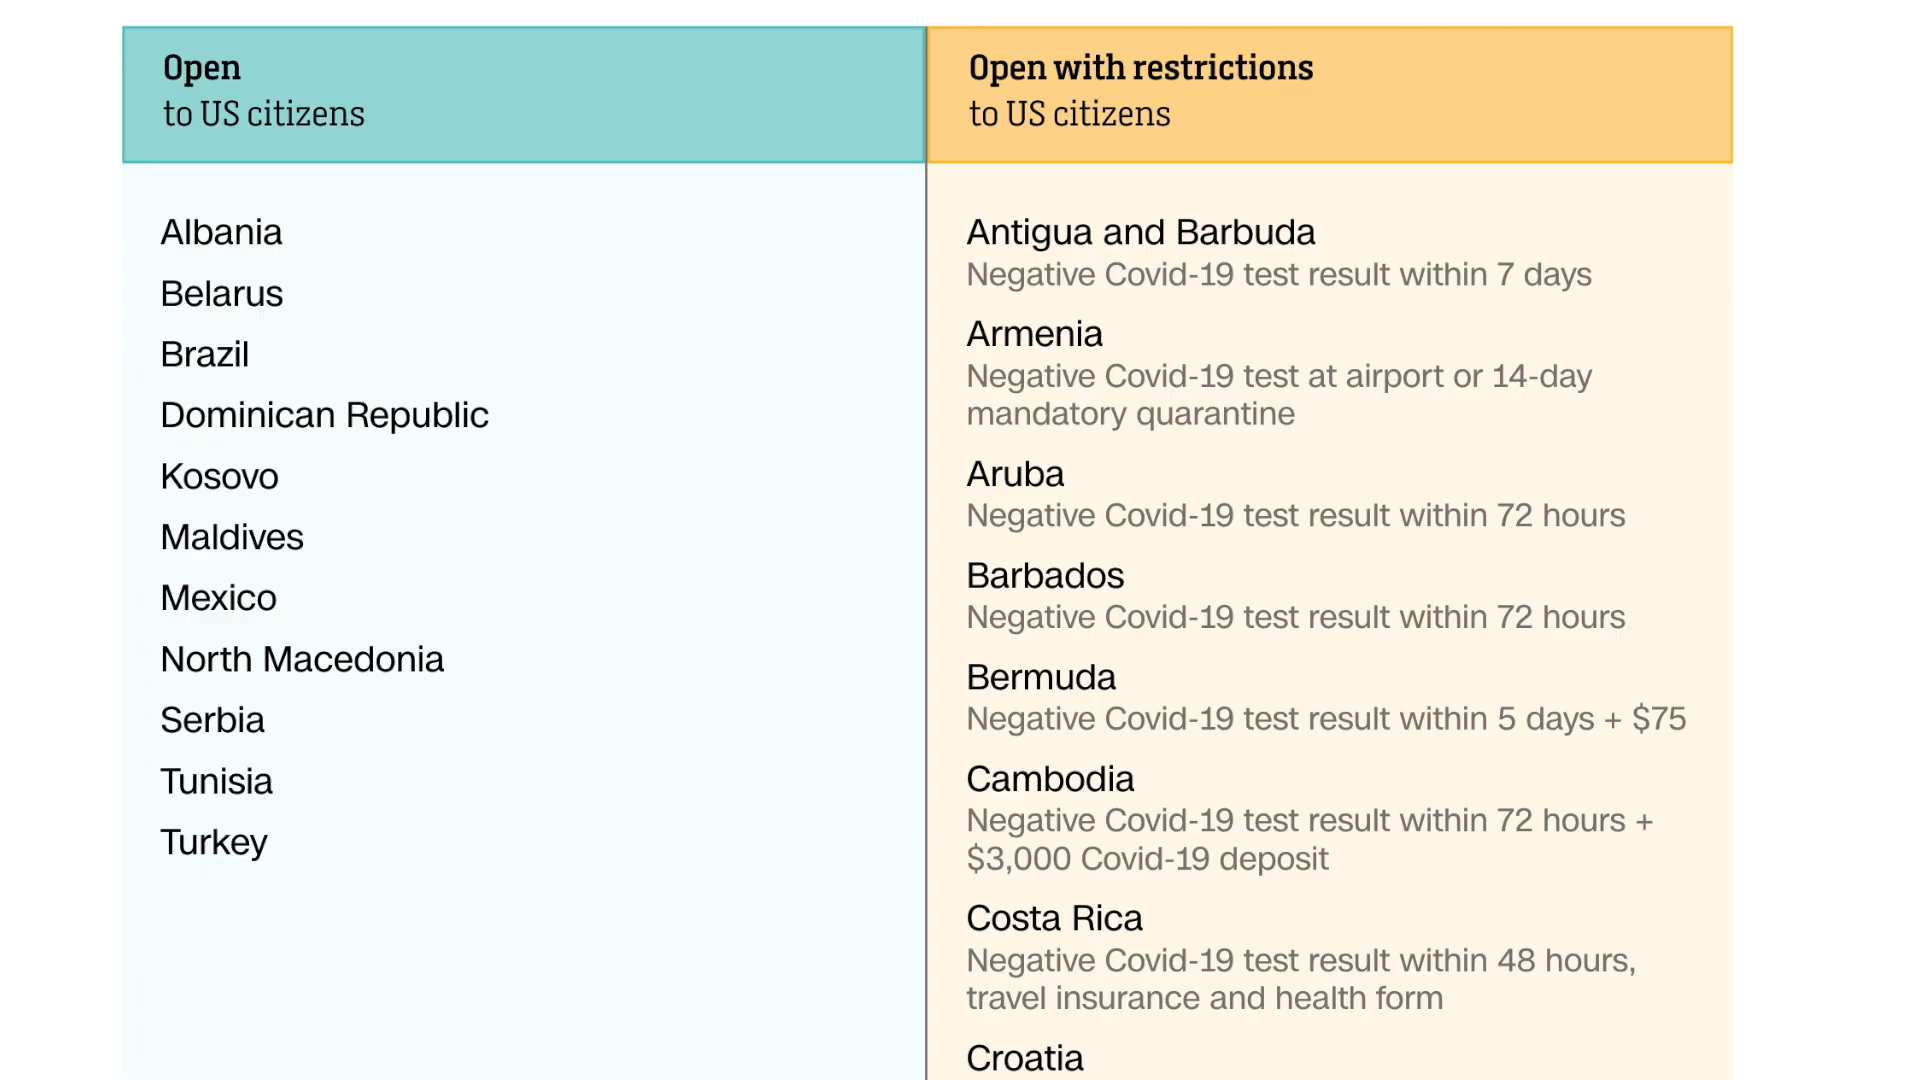 Open
to US citizens
Albania
Belarus
Brazil
Dominican Republic
Kosovo
Maldives
Mexico
North Macedonia
Serbia
Tunisia
Turkey
Open with restrictions
to US citizens
Antigua and Barbuda
Negative Covid-19 test result within 7 days
Armenia
Negative Covid-19 test at airport or 14-day
mandatory quarantine
Aruba
Negative Covid-19 test result within 72 hours
Barbados
Negative Covid-19 test result within 72 hours
Bermuda
Negative Covid-19 test result within 5 days + $75
Cambodia
Negative Covid-19 test result within 72 hours +
$3,000 Covid-19 deposit
Costa Rica
Negative Covid-19 test result within 48 hours,
travel insurance and health form
Croatia